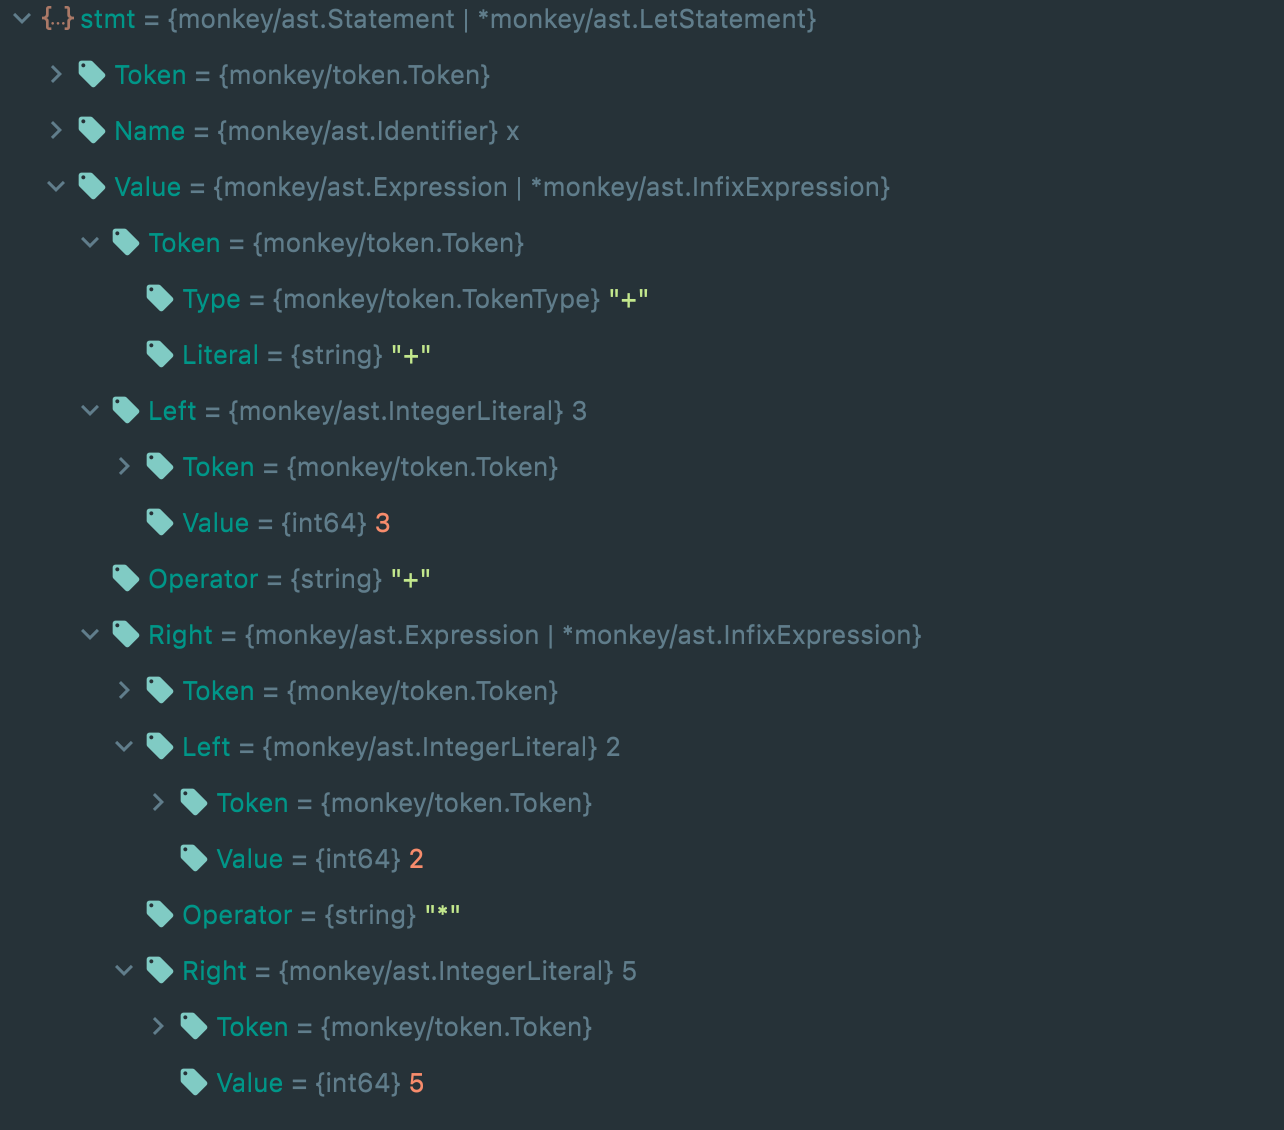 {...} stmt = {monkey/ast.Statement | *monkey/ast.LetStatement}
Token = {monkey/token.Token}
Name = {monkey/ast.Identifier} x
Value = {monkey/ast.Expression | *monkey/ast.InfixExpression}
Token = {monkey/token.Token}
Type = {monkey/token.TokenType} "+"
Literal = {string} "+"
Left = {monkey/ast.IntegerLiteral} 3
Token = {monkey/token.Token}
Value = {int64} 3
Operator = {string} "+"
Right = {monkey/ast.Expression | *monkey/ast.InfixExpression}
Token = {monkey/token.Token}
Left = {monkey/ast.IntegerLiteral} 2
Token = {monkey/token.Token}
Value = {int64} 2
Operator = {string} "*"
Right = {monkey/ast.IntegerLiteral} 5
Token = {monkey/token.Token}
Value = {int64} 5